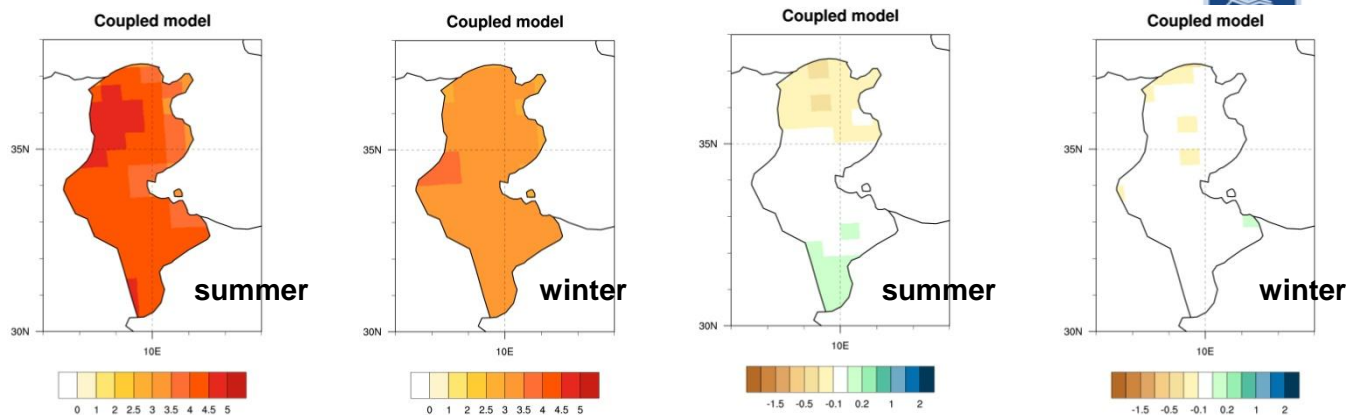 Coupled model
35N
30N
10E
summer
0 1 2 2.5 3 3.5 4 4.5 5
Coupled model
35N
30N
10E
winter
0 1 2 2.5 3 3.5 4 4.5 5
Coupled model
35N
30N
10E
summer
-1.5 -0.5 -0.1 0.2 1 2
Coupled model
35N
30N
10E
winter
-1.5 -0.5 -0.1 0.2 1 2